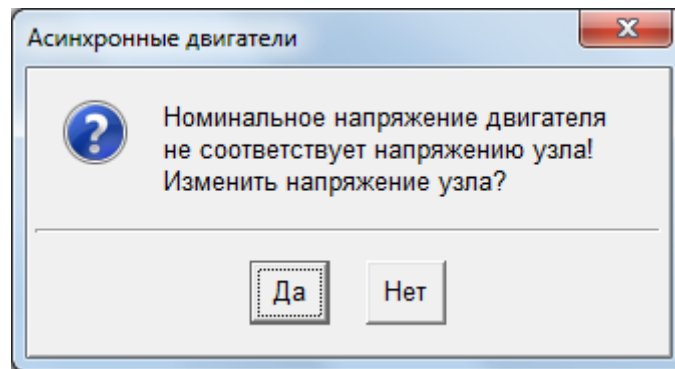 Асинхронные двигатели
Номинальное напряжение двигателя
не соответствует напряжению узла!
Изменить напряжение узла?
Да
Нет